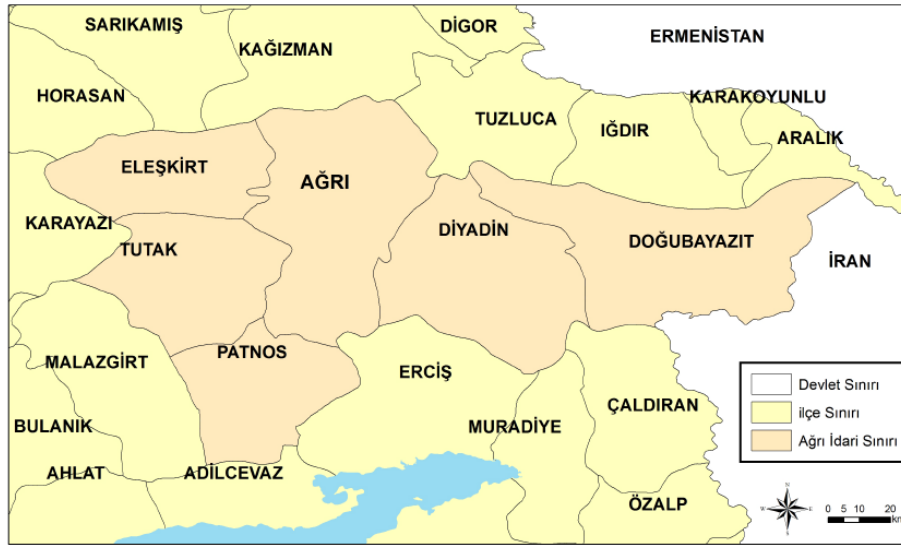 SARIKAMIŞ
DİGOR
ERMENİSTAN
KAĞIZMAN
HORASAN
KARAKOYUNLU
TUZLUCA
IĞDIR
ARALIK
ELEŞKİRT
AĞRI
KARAYAZI
DİYADİN
DOĞUBAYAZIT
TUTAK
İRAN
MALAZGİRT
PATNOS
ERCİŞ
Devlet Sınırı
ilçe Sınırı
Ağrı İdari Sınırı
ÇALDIRAN
BULANIK
MURADİYE
AHLAT
ADİLCEVAZ
ÖZALP
N
W
E
S
0 5 10 20
km